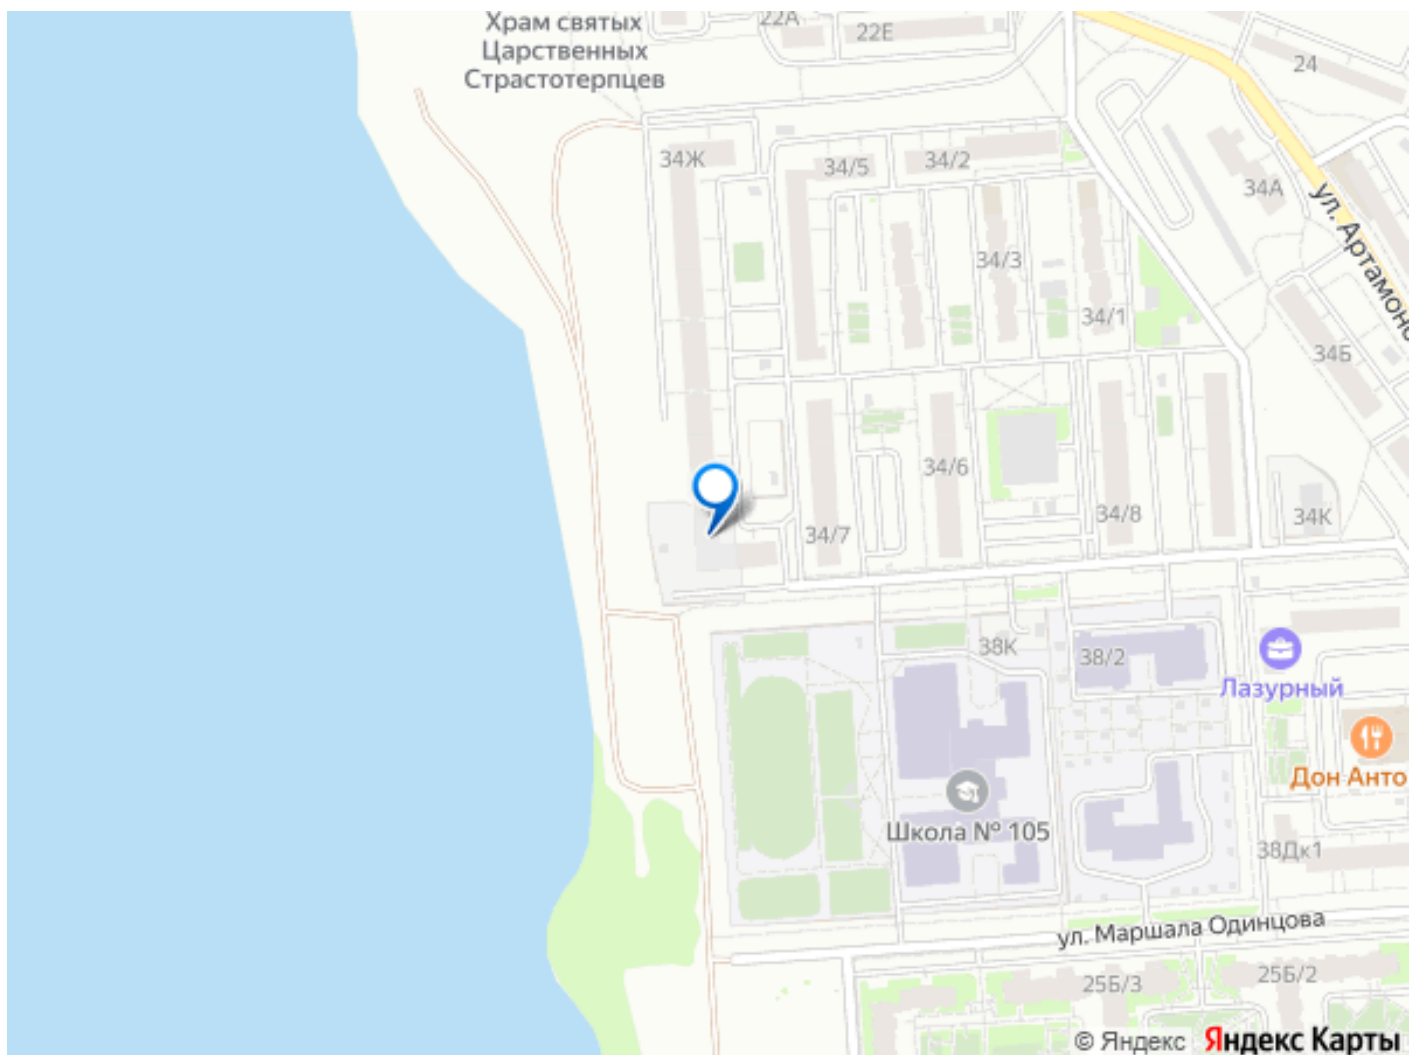 Храм святых
Царственных
Страстотерпцев
22А
22Е
24
34Ж
34/5
34/2
34А
ул. Артамоно
34/3
34/1
34Б
34/6
34/7
34/8
34К
38К
38/2
Лазурный
Дон Анто
Школа № 105
38Дк1
ул. Маршала Одинцова
25Б/3
25Б/2
© Яндекс Яндекс Карты